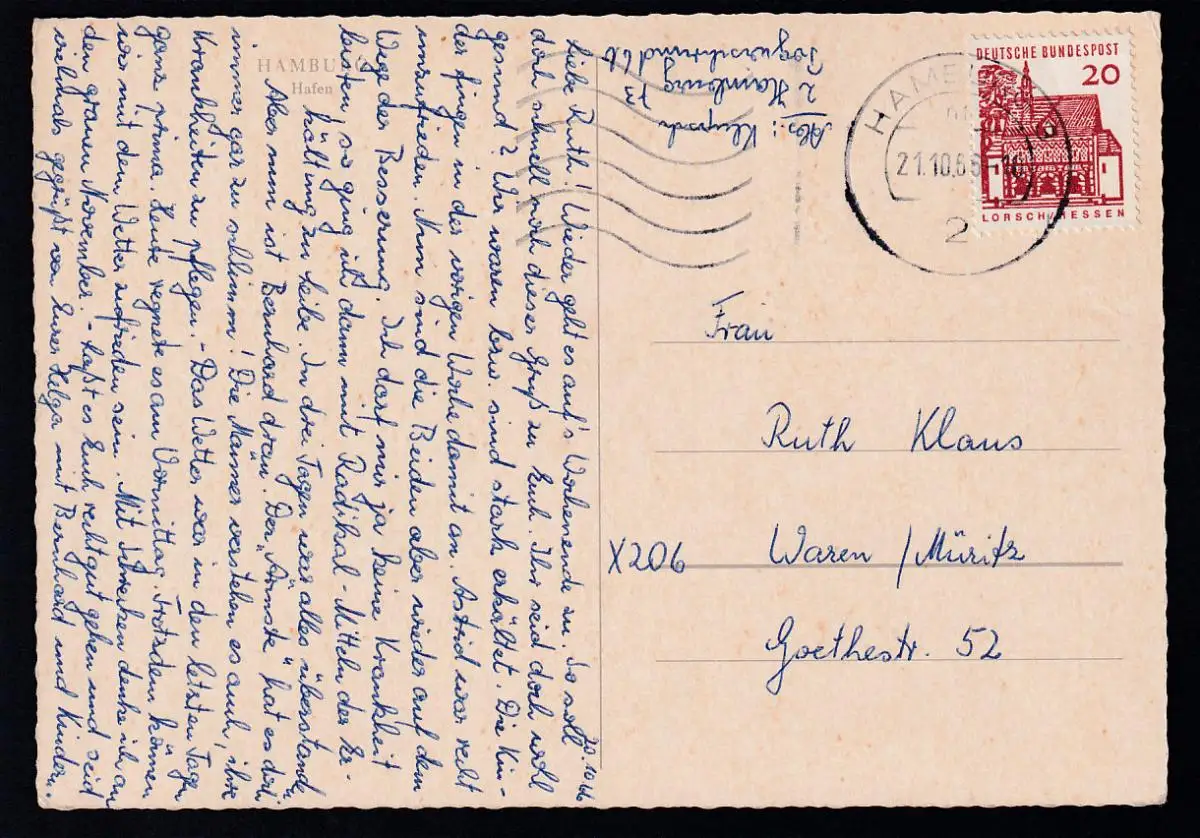 HAMBURG
Hafen
20.10.66
Liebe Ruth! Wieder geht es auf's Wochenende zu. So soll
doch schnell noch dieser Gruß zu Euch. Ihr seid doch wohl
gesund? Wir waren bzw. sind stark erkältet. Die Kin-
der fingen in der vorigen Woche damit an. Astrid war recht
unzufrieden. Nun sind die Beiden aber wieder auf dem
Wege der Besserung. Ich darf mir ja keine Krankheit
leisten, so ging ich dann mit Radikal-Mitteln der Er-
kältung zu Leibe. In drei Tagen war alles überstanden.
Aber nun ist Bernhard dran. Der „Ärmste" hat es doch
immer gar zu schlimm! Die Männer verstehen es auch, ihre
Krankheiten zu pflegen. - Das Wetter war in den letzten Tagen
ganz prima. Heute regnete es am Vormittag. Trotzdem können
wir mit dem Wetter zufrieden sein. Mit Schrecken denke ich an
den grauen November. - Laßt es Euch recht gut gehen und seid
vielmals gegrüßt von Eurer Helga mit Bernhard und Kindern.
Abs.:
2 Hamburg
66
HAMELN
21.10.66-16
2
DEUTSCHE BUNDESPOST
20
LORSCH/HESSEN
Frau
Ruth Klaus
X206 Waren/Müritz
Goethestr. 52